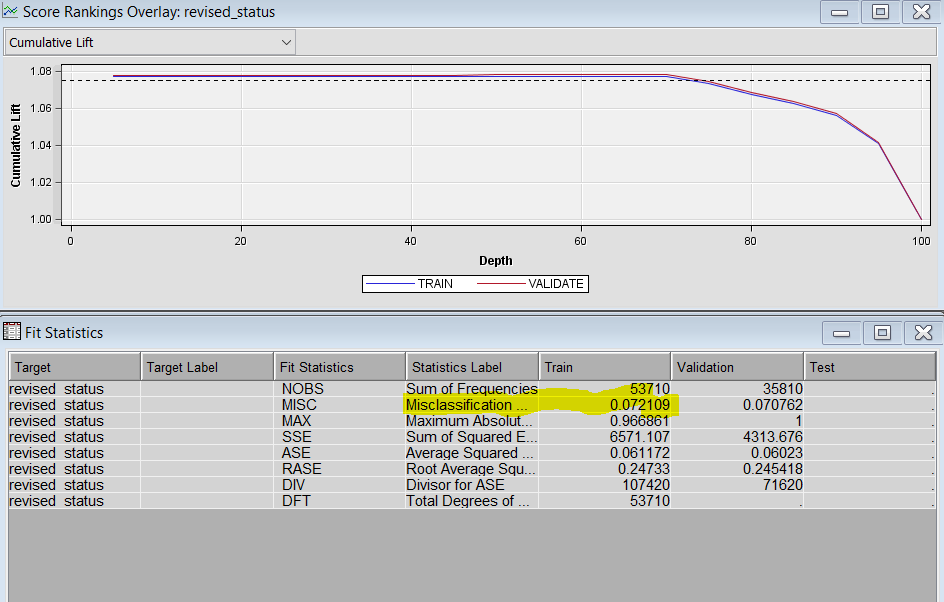 Score Rankings Overlay: revised_status
Cumulative Lift
Cumulative Lift
1.08
1.06
1.04
1.02
1.00
0 20 40 60 80 100
Depth
TRAIN VALIDATE
Fit Statistics
Target Target Label Fit Statistics Statistics Label Train Validation Test
revised_status NOBS Sum of Frequencies 53710 35810 .
revised_status MISC Misclassification ... 0.072109 0.070762 .
revised_status MAX Maximum Absolut... 0.966861 1 .
revised_status SSE Sum of Squared E... 6571.107 4313.676 .
revised_status ASE Average Squared ... 0.061172 0.06023 .
revised_status RASE Root Average Squ... 0.24733 0.245418 .
revised_status DIV Divisor for ASE 107420 71620 .
revised_status DFT Total Degrees of ... 53710 . .